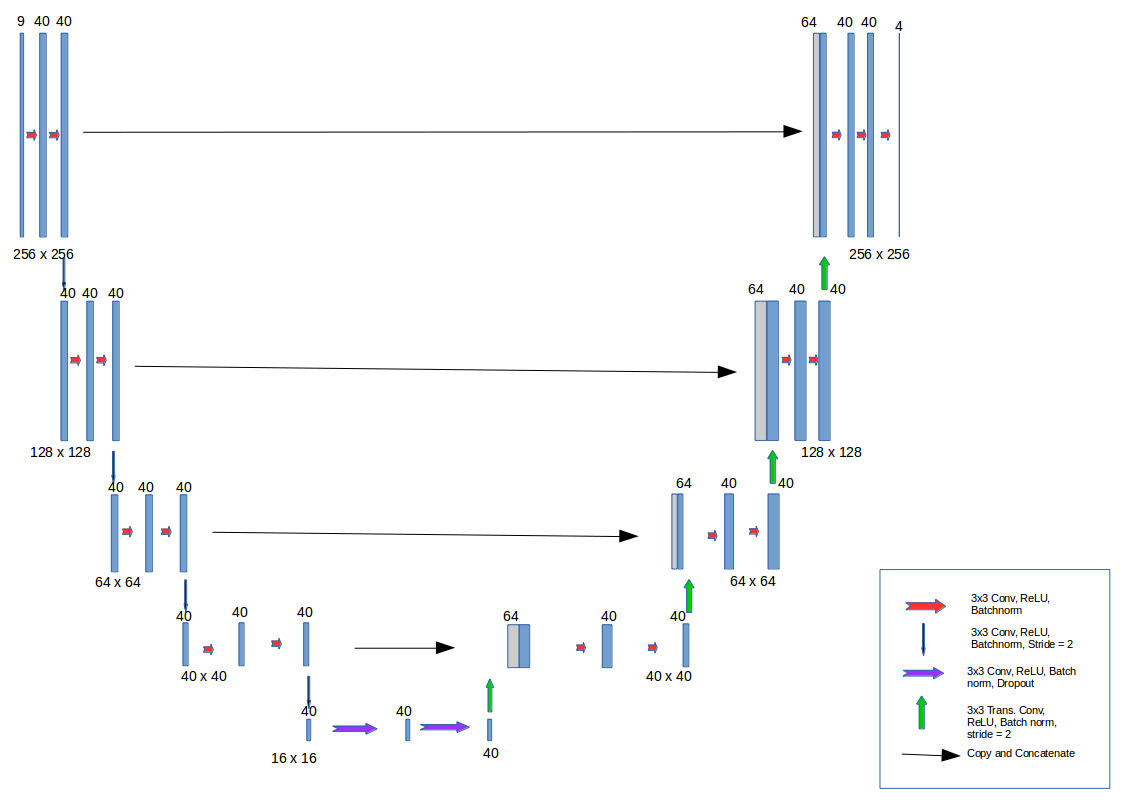 9 40 40
64 40 40 4
256 x 256
256 x 256
40 40 40
64 40 40
128 x 128
128 x 128
40 40 40
64 40 40
64 x 64
64 x 64
40 40 40
64 40 40
40 x 40
40 x 40
40 40
40
16 x 16
3x3 Conv, ReLU,
Batchnorm
3x3 Conv, ReLU,
Batchnorm, Stride = 2
3x3 Conv, ReLU, Batch
norm, Dropout
3x3 Trans. Conv,
ReLU, Batch norm,
stride = 2
Copy and Concatenate